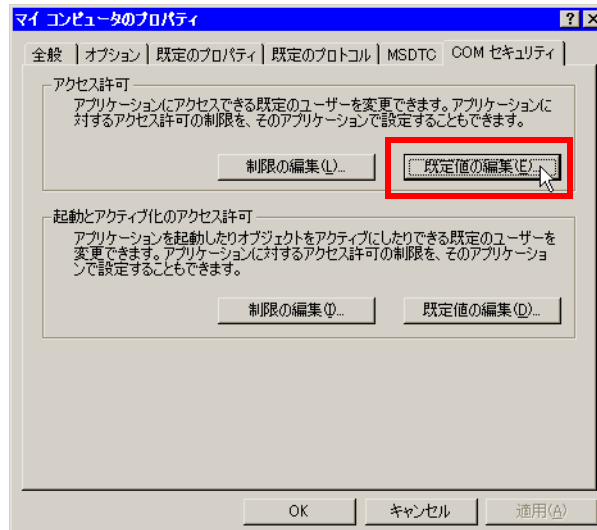 マイ コンピュータのプロパティ
全般 オプション 既定のプロパティ 既定のプロトコル MSDTC COM セキュリティ
アクセス許可
アプリケーションにアクセスできる既定のユーザーを変更できます。アプリケーションに
対するアクセス許可の制限を、そのアプリケーションで設定することもできます。
制限の編集(L)... 既定値の編集(E)...
起動とアクティブ化のアクセス許可
アプリケーションを起動したりオブジェクトをアクティブにしたりできる既定のユーザーを
変更できます。アプリケーションに対するアクセス許可の制限を、そのアプリケーショ
ンで設定することもできます。
制限の編集(I)... 既定値の編集(D)...
OK キャンセル 適用(A)